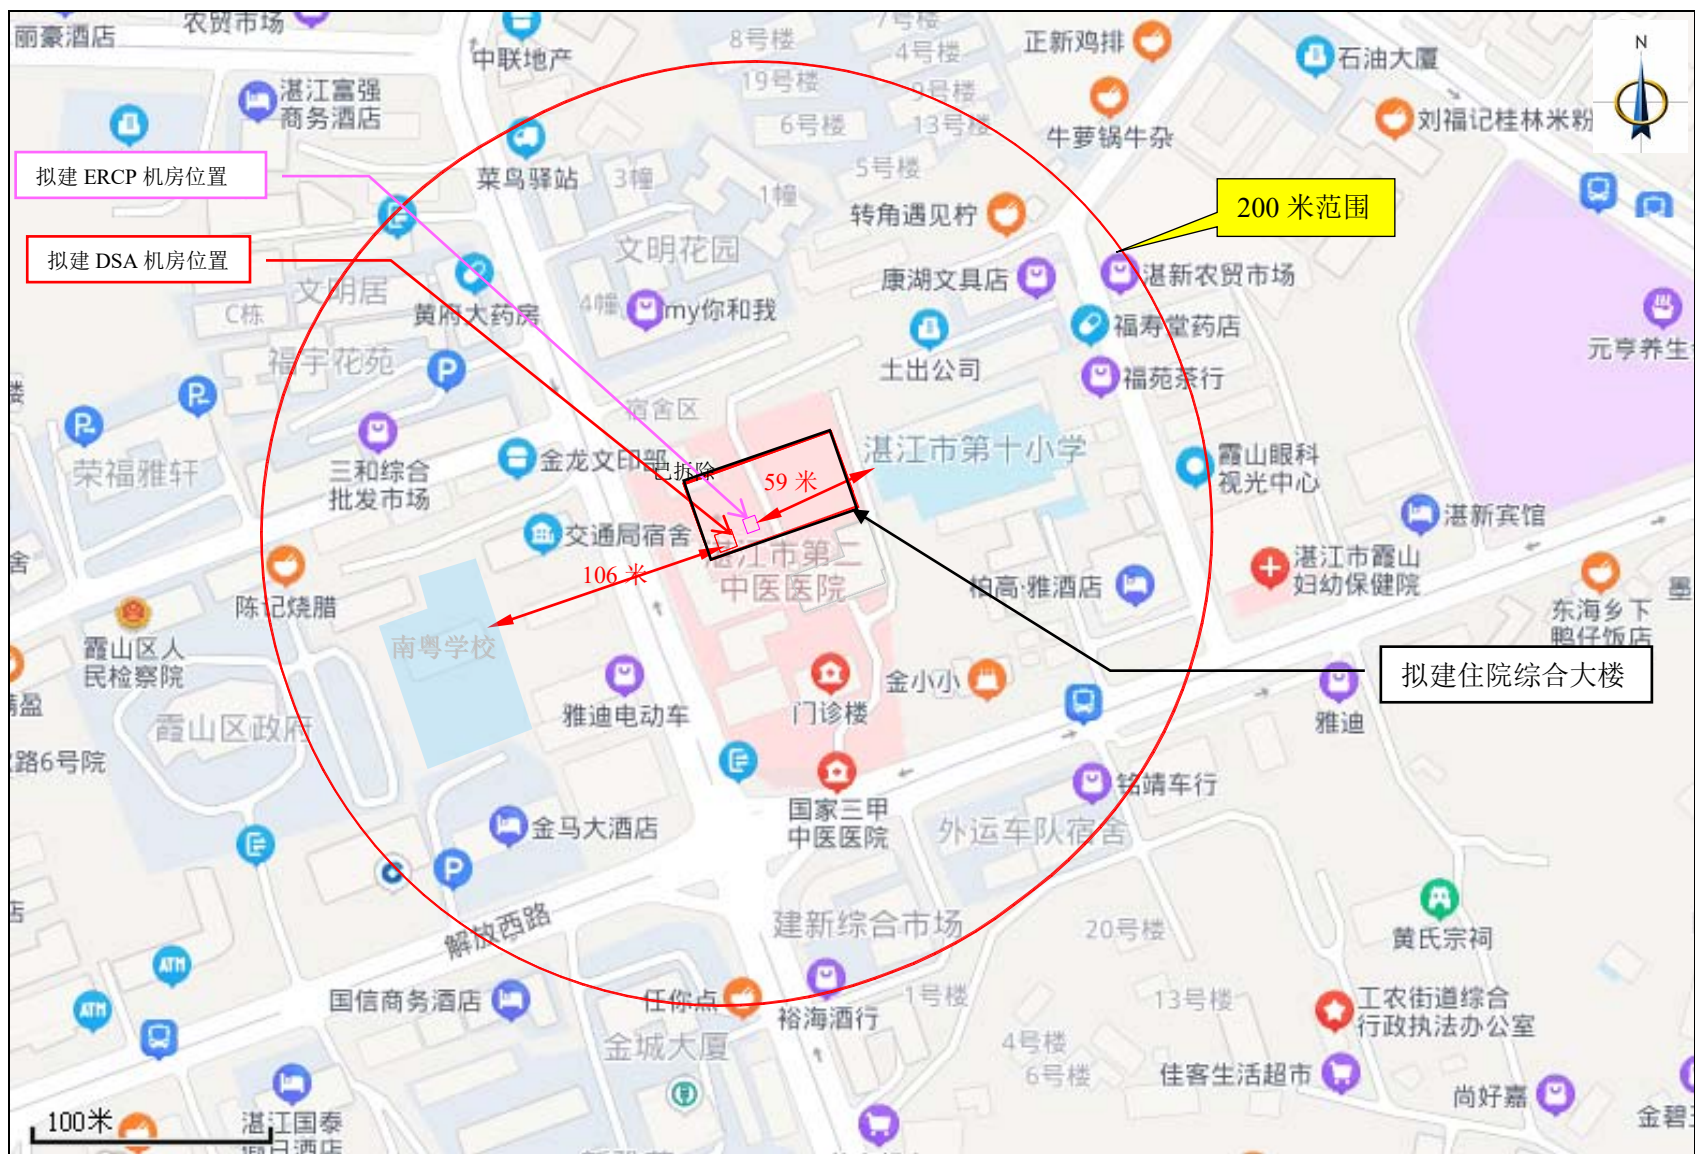 丽豪酒店
农贸市场
中联地产
8号楼
7号楼
4号楼
正新鸡排
石油大厦
N
湛江富强
商务酒店
19号楼
9号楼
牛萝锅牛杂
刘福记桂林米粉
6号楼
13号楼
拟建 ERCP 机房位置
菜鸟驿站
3幢
1幢
5号楼
转角遇见柠
200 米范围
拟建 DSA 机房位置
文明花园
康湖文具店
湛新农贸市场
文明居
C栋
黄府大药房
4幢
my你和我
福寿堂药店
元亨养生
福宇花苑
土出公司
福苑茶行
楼
宿舍区
荣福雅轩
三和综合
批发市场
金龙文印部
已拆除
59 米
湛江市第十小学
霞山眼科
视光中心
湛新宾馆
交通局宿舍
湛江市第二
中医医院
106 米
舍
陈记烧腊
柏高·雅酒店
湛江市霞山
妇幼保健院
东海乡下
鸭仔饭店
墨
霞山区人
民检察院
南粤学校
金小小
拟建住院综合大楼
盈
霞山区政府
雅迪电动车
门诊楼
雅迪
路6号院
国家三甲
中医医院
铭靖车行
金马大酒店
外运车队宿舍
店
解放西路
建新综合市场
20号楼
黄氏宗祠
ATM
ATM
国信商务酒店
任你点
裕海酒行
1号楼
13号楼
工农街道综合
行政执法办公室
金城大厦
4号楼
6号楼
佳客生活超市
尚好嘉
金碧
100米
湛江国泰